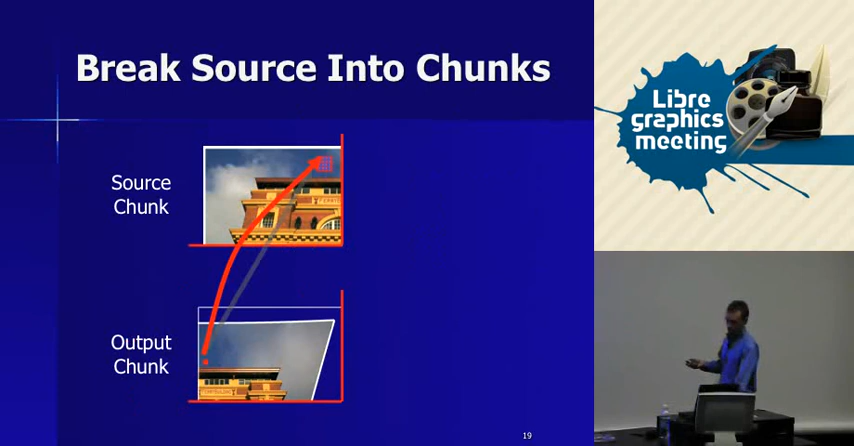 Break Source Into Chunks
Source
Chunk
Output
Chunk
19
Libre
graphics
meeting